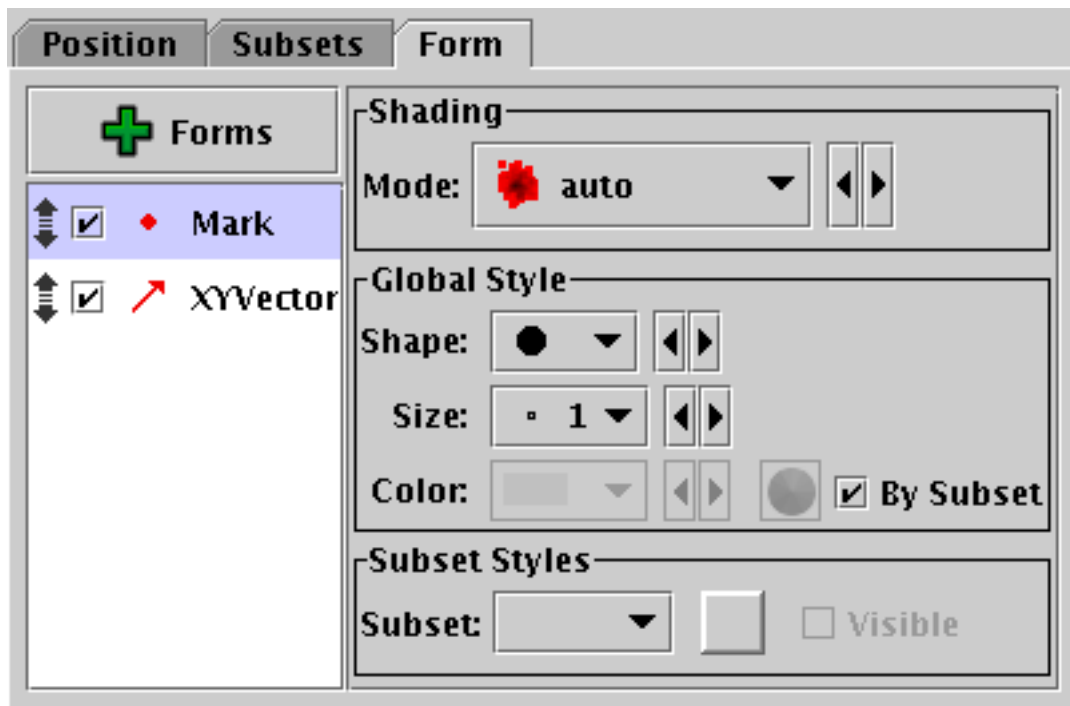 Position Subsets Form
Forms
Mark
XYVector
Shading
Mode: auto
Global Style
Shape:
Size: 1
Color: By Subset
Subset Styles
Subset: Visible